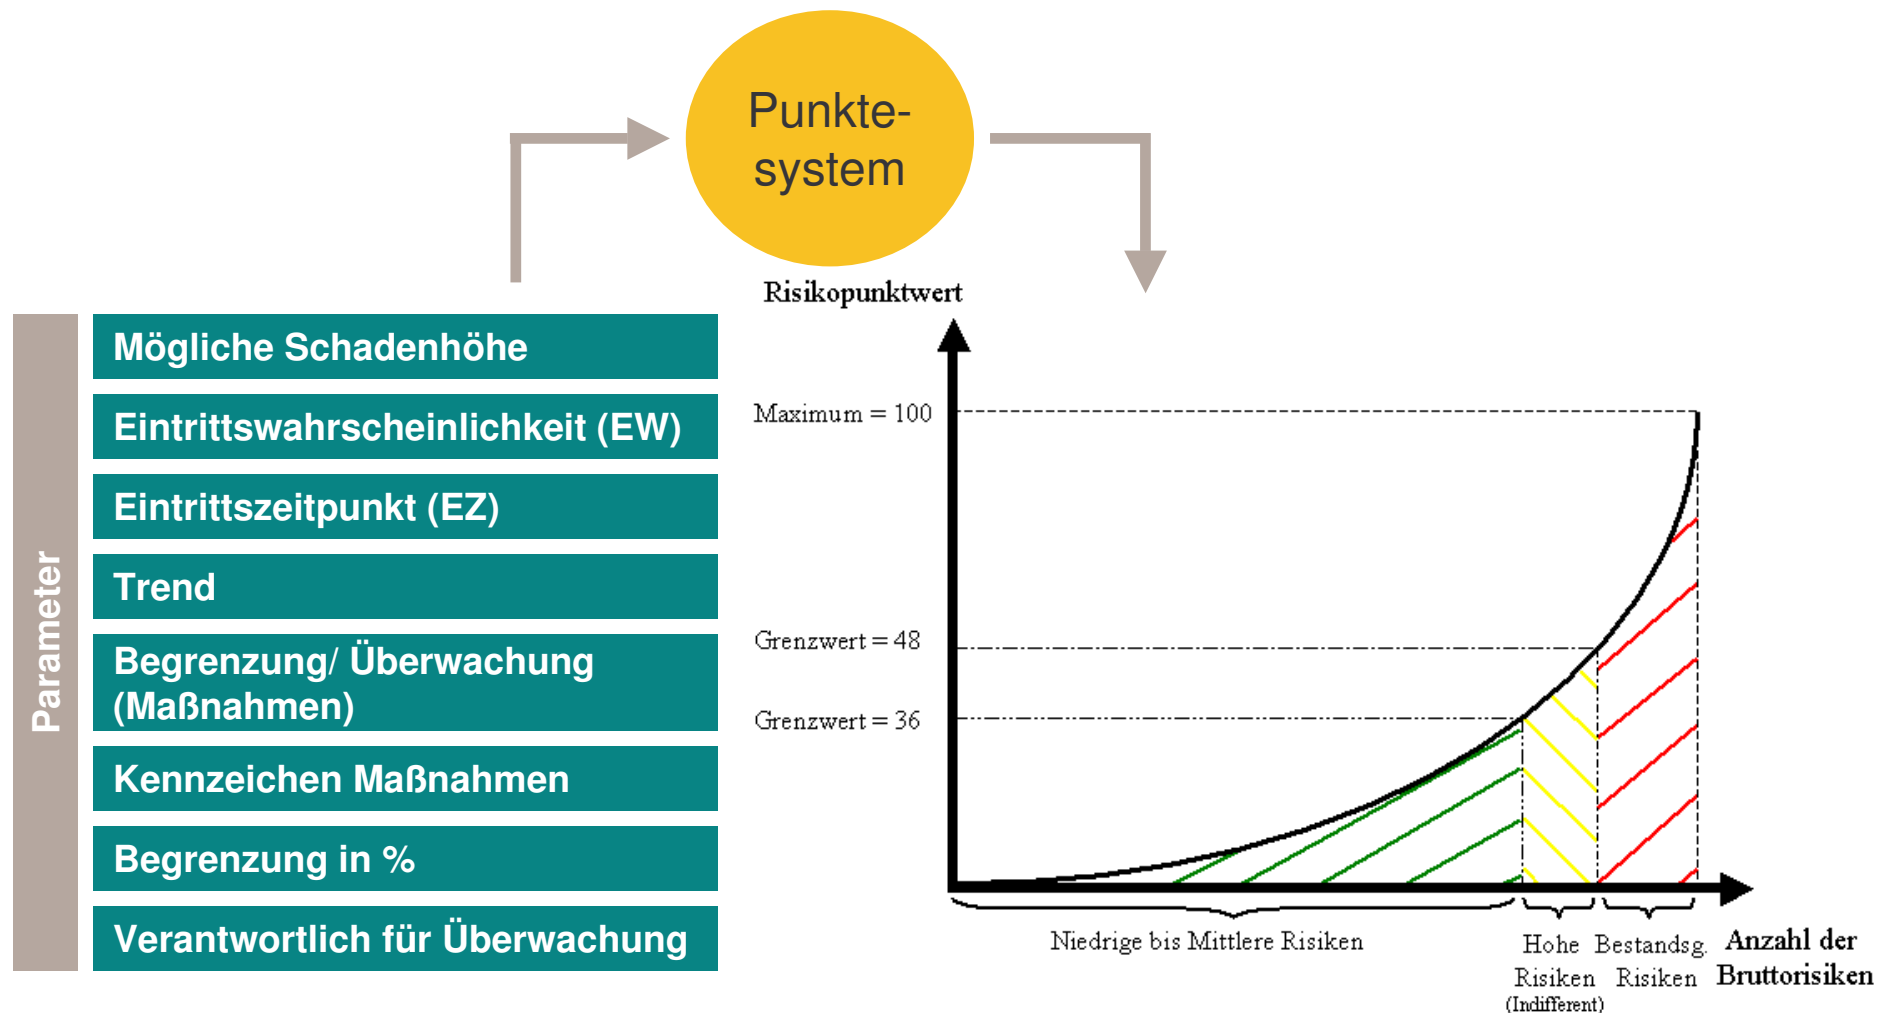 Punkte-
system
Parameter
Mögliche Schadenhöhe
Eintrittswahrscheinlichkeit (EW)
Eintrittszeitpunkt (EZ)
Trend
Begrenzung/ Überwachung
(Maßnahmen)
Kennzeichen Maßnahmen
Begrenzung in %
Verantwortlich für Überwachung
Risikopunktwert
Maximum = 100
Grenzwert = 48
Grenzwert = 36
Niedrige bis Mittlere Risiken
Hohe
Risiken
(Indifferent)
Bestandsg.
Risiken
Anzahl der
Bruttorisiken